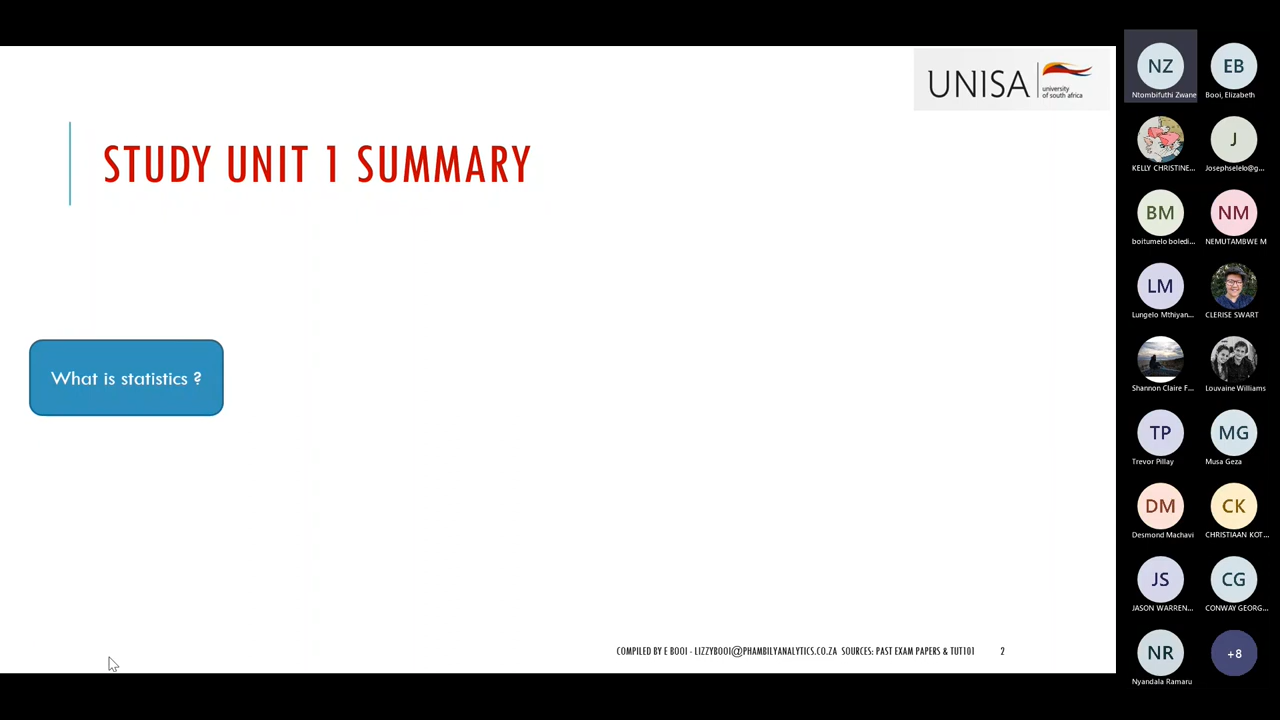 UNISA
university
of south africa
STUDY UNIT 1 SUMMARY
What is statistics ?
COMPILED BY E BOOI - LIZZYBOOI@PHAMBILYANALYTICS.CO.ZA SOURCES: PAST EXAM PAPERS & TUT101
2
NZ
Ntombifuthi Zwane
EB
Booi, Elizabeth
KELLY CHRISTINE...
J
Josephselelo@g...
BM
boitumelo boledi...
NM
NEMUTAMBWE M
LM
Lungelo Mthiyan...
CLERISE SWART
Shannon Claire F...
Louvaine Williams
TP
Trevor Pillay
MG
Musa Geza
DM
Desmond Machavi
CK
CHRISTIAAN KOT...
JS
JASON WARREN...
CG
CONWAY GEORG...
NR
Nyandala Ramaru
+8